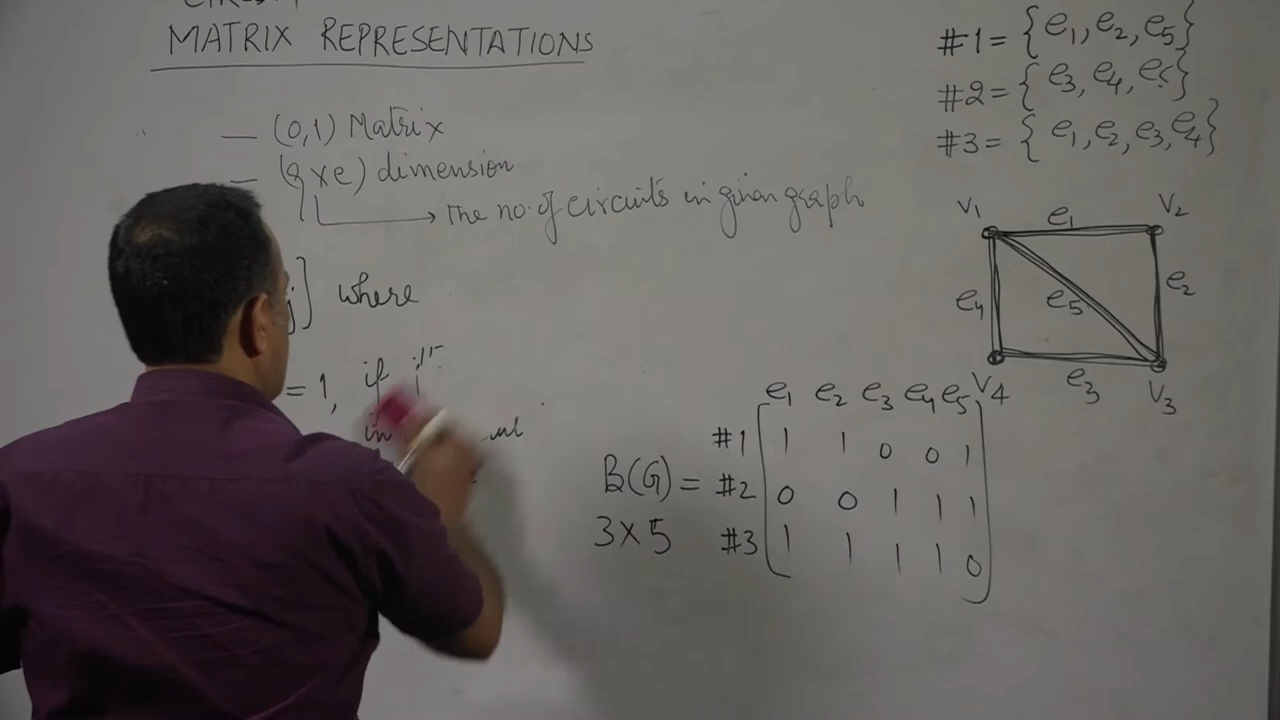 MATRIX REPRESENTATIONS
— (0,1) Matrix
— (q x e) dimension
→ The no. of circuits in given graph
j] where
= 1, if
in
#1 = {e1, e2, e5}
#2 = {e3, e4, e5}
#3 = {e1, e2, e3, e4}
V1 e1 V2
e4 e5 e2
e3 V4 V3
e1 e2 e3 e4 e5
#1 1 1 0 0 1
B(G) = #2 0 0 1 1 1
3 X 5 #3 1 1 1 1 0